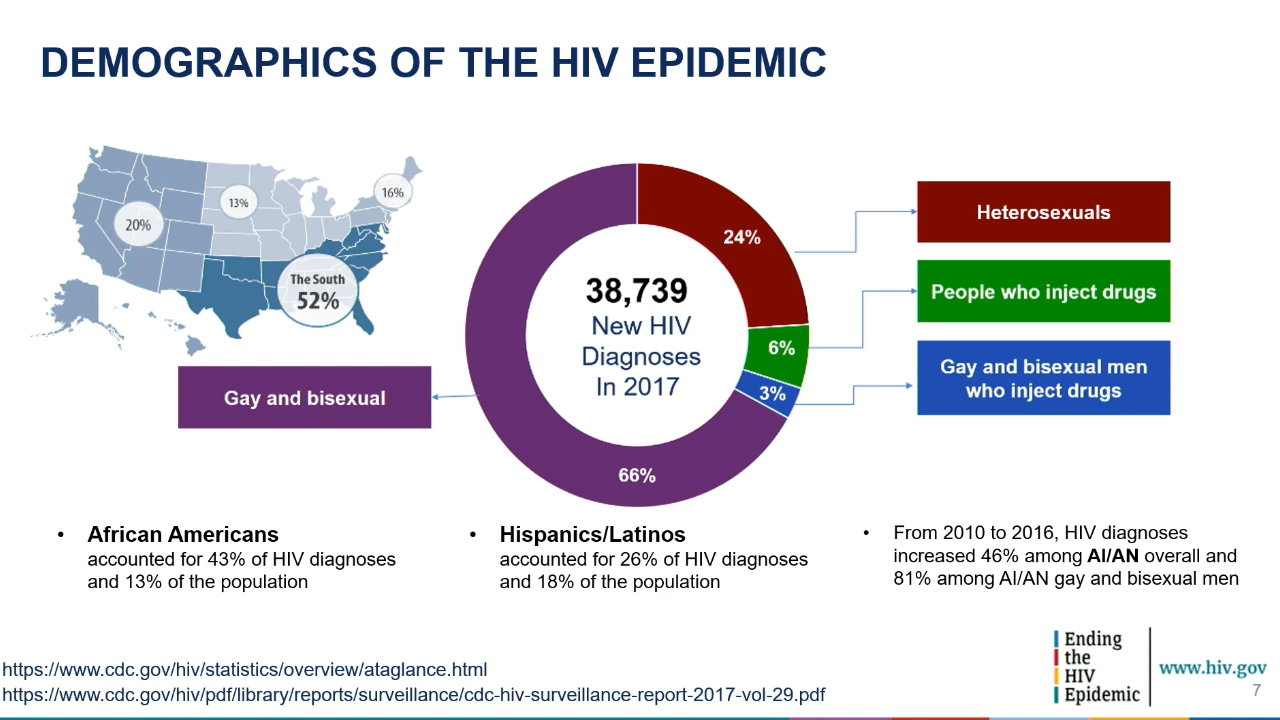 DEMOGRAPHICS OF THE HIV EPIDEMIC
20%
13%
16%
The South
52%
24%
6%
3%
66%
38,739
New HIV
Diagnoses
In 2017
Heterosexuals
People who inject drugs
Gay and bisexual men
who inject drugs
Gay and bisexual
• African Americans
accounted for 43% of HIV diagnoses
and 13% of the population
• Hispanics/Latinos
accounted for 26% of HIV diagnoses
and 18% of the population
• From 2010 to 2016, HIV diagnoses
increased 46% among AI/AN overall and
81% among AI/AN gay and bisexual men
https://www.cdc.gov/hiv/statistics/overview/ataglance.html
https://www.cdc.gov/hiv/pdf/library/reports/surveillance/cdc-hiv-surveillance-report-2017-vol-29.pdf
Ending
the
HIV
Epidemic
www.hiv.gov
7